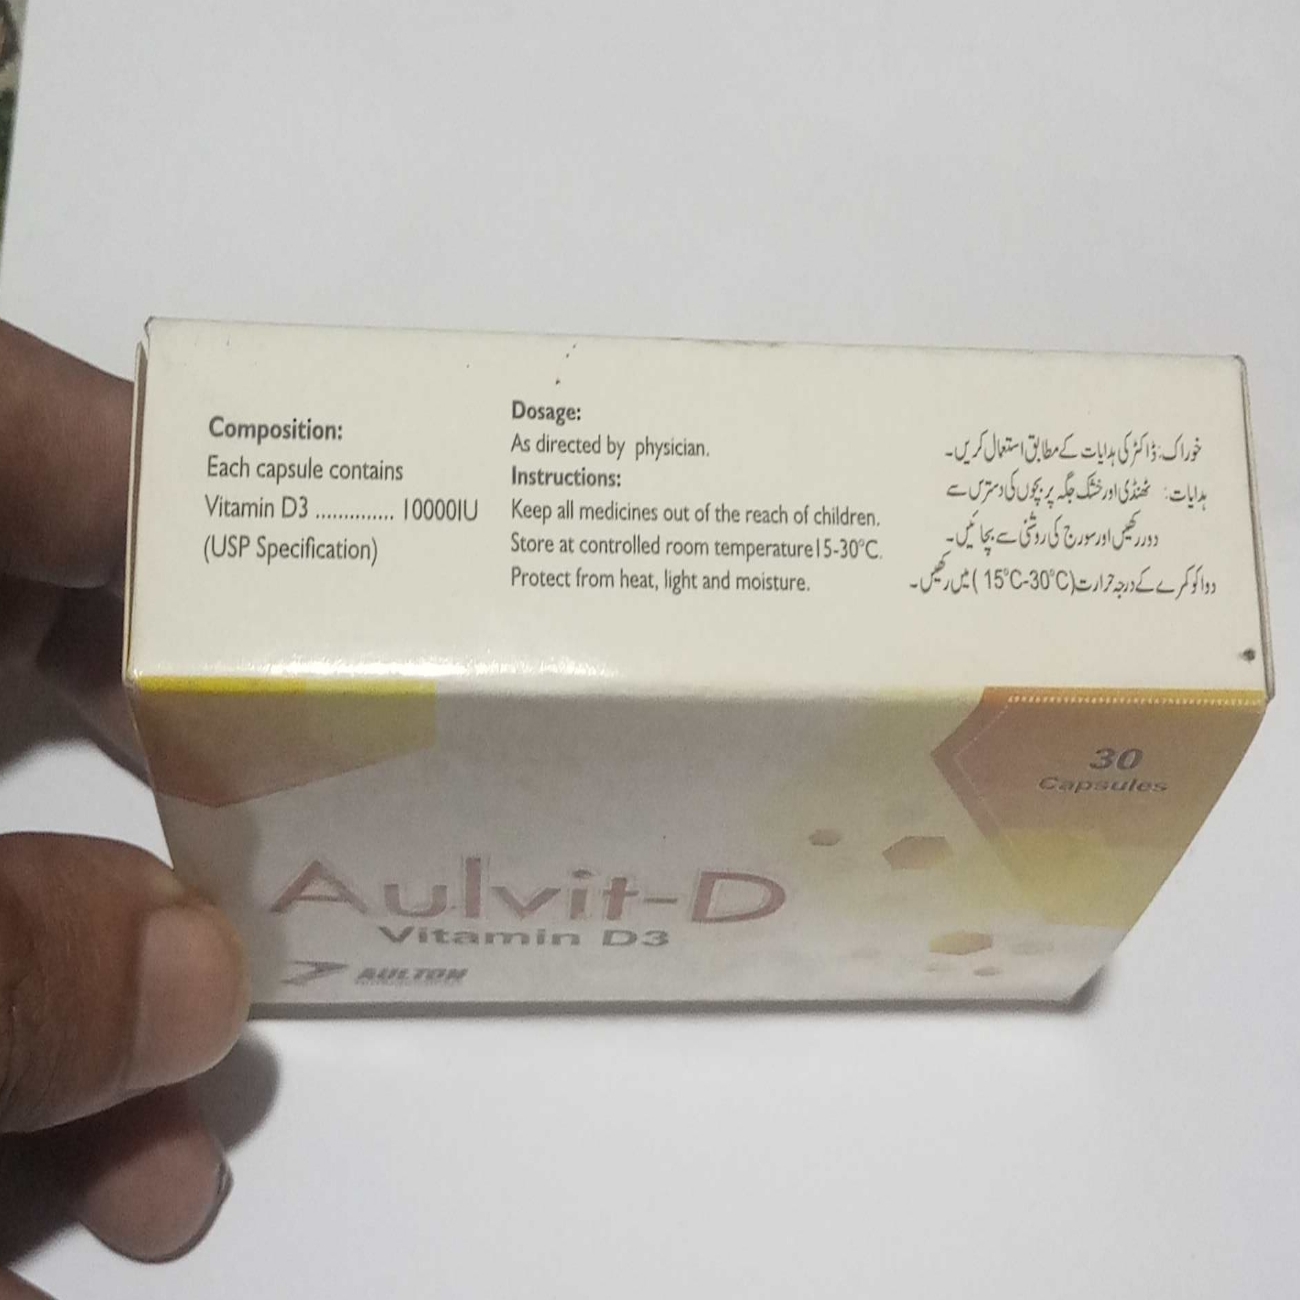 Composition:
Each capsule contains
Vitamin D3 .............. 10000IU
(USP Specification)
Dosage:
As directed by physician.
Instructions:
Keep all medicines out of the reach of children.
Store at controlled room temperature15-30°C.
Protect from heat, light and moisture.
خوراک: ڈاکٹر کی ہدایات کے مطابق استعمال کریں۔
ہدایات: ٹھنڈی اور خشک جگہ پر بچوں کی دسترس سے
دور رکھیں اور سورج کی روشنی سے بچائیں۔
دوا کو کمرے کے درجہ حرارت (15°C-30°C) میں رکھیں۔
30
Capsules
Aulvit-D
Vitamin D3
AULTON